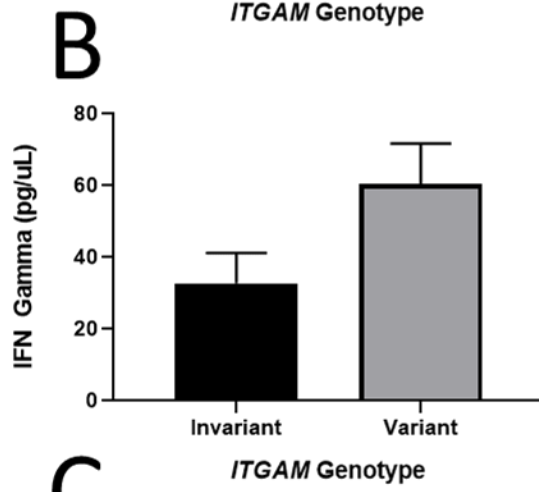 ITGAM Genotype
B
80
60
40
20
0
IFN Gamma (pg/uL)
Invariant Variant
ITGAM Genotype
C